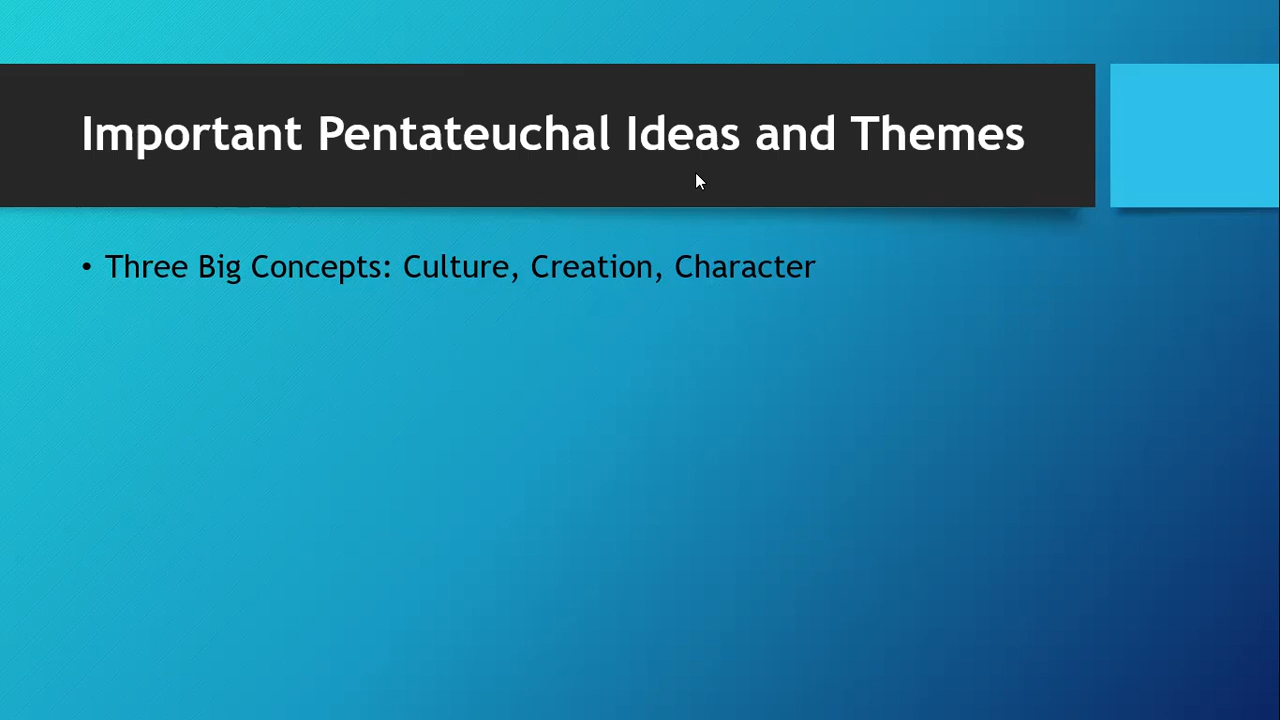 Important Pentateuchal Ideas and Themes
• Three Big Concepts: Culture, Creation, Character